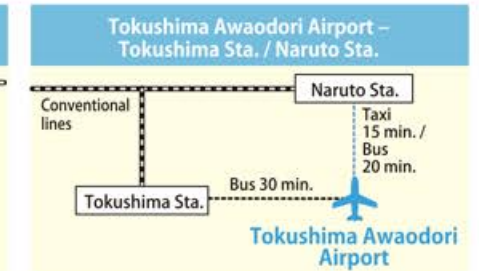 Tokushima Awaodori Airport –
Tokushima Sta. / Naruto Sta.
Naruto Sta.
Conventional
lines
Taxi
15 min. /
Bus
20 min.
Bus 30 min.
Tokushima Sta.
Tokushima Awaodori
Airport